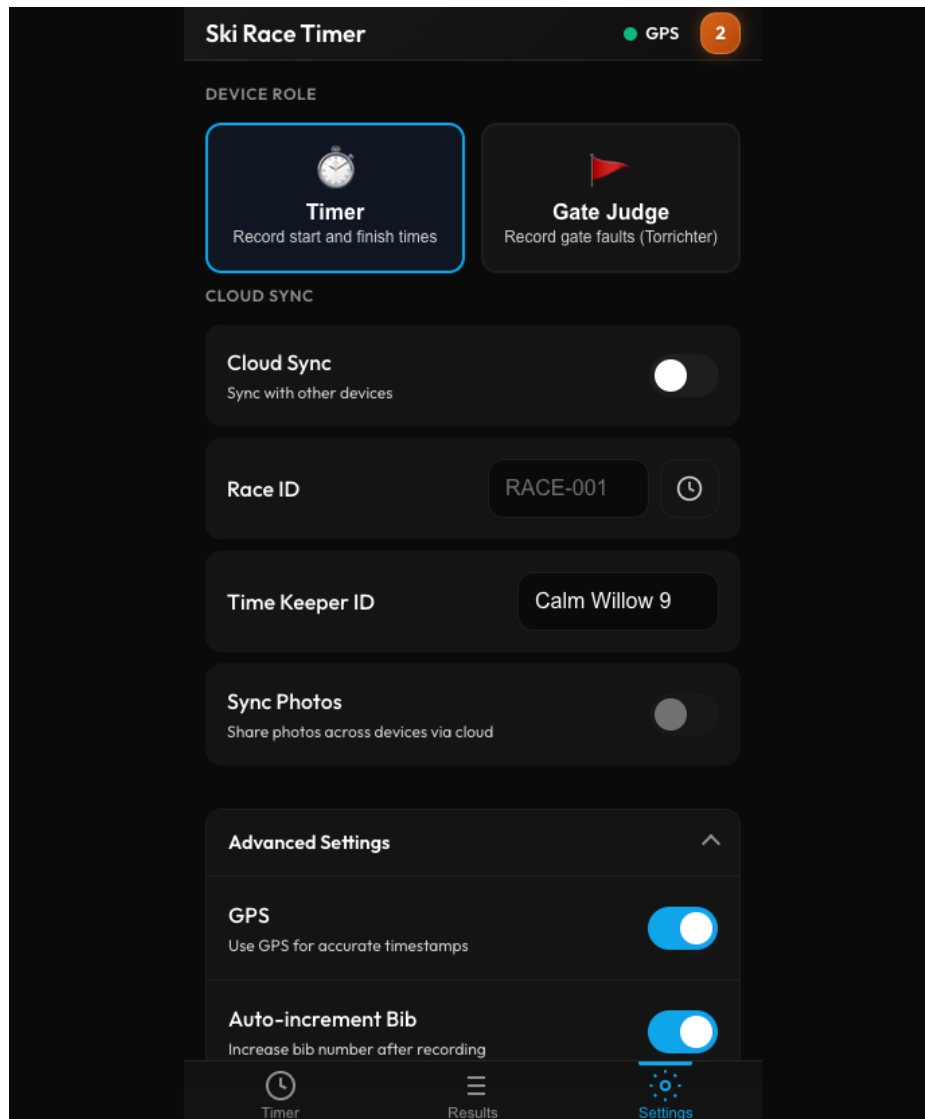 Ski Race Timer
GPS
2
DEVICE ROLE
Timer
Record start and finish times
Gate Judge
Record gate faults (Torrichter)
CLOUD SYNC
Cloud Sync
Sync with other devices
Race ID
RACE-001
Time Keeper ID
Calm Willow 9
Sync Photos
Share photos across devices via cloud
Advanced Settings
GPS
Use GPS for accurate timestamps
Auto-increment Bib
Increase bib number after recording
Timer
Results
Settings